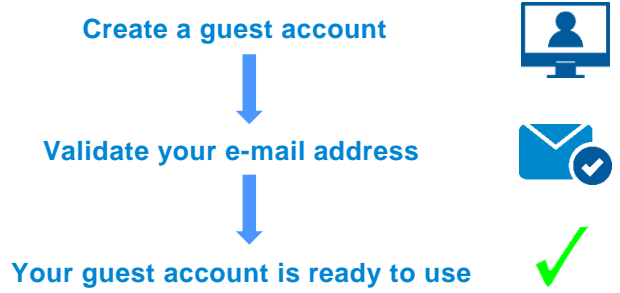 Create a guest account
Validate your e-mail address
Your guest account is ready to use